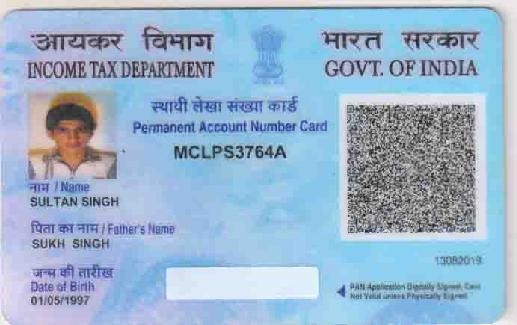 आयकर विभाग
INCOME TAX DEPARTMENT
भारत सरकार
GOVT. OF INDIA
स्थायी लेखा संख्या कार्ड
Permanent Account Number Card
MCLPS3764A
नाम / Name
SULTAN SINGH
पिता का नाम / Father's Name
SUKH SINGH
जन्म की तारीख
Date of Birth
01/05/1997
13082019
PAN Application Digitally Signed, Card
Not Valid unless Physically Signed